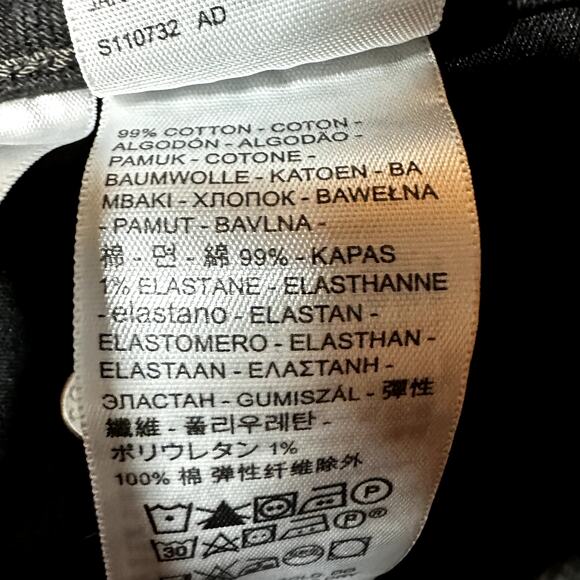 S110732 AD
99% COTTON - COTON -
ALGODÓN - ALGODÃO -
PAMUK - COTONE -
BAUMWOLLE - KATOEN - BA
MBAKI - ХЛОПОК - BAWEŁNA
- PAMUT - BAVLNA -
棉 - 면 - 綿 99% - KAPAS
1% ELASTANE - ELASTHANNE
- elastano - ELASTAN -
ELASTOMERO - ELASTHAN -
ELASTAAN - ΕΛΑΣΤΑΝΗ -
ЭЛАСТАН - GUMISZÁL - 彈性
纖維 - 폴리우레탄 -
ポリウレタン 1%
100% 棉 弹性纤维除外
P
30 P ®